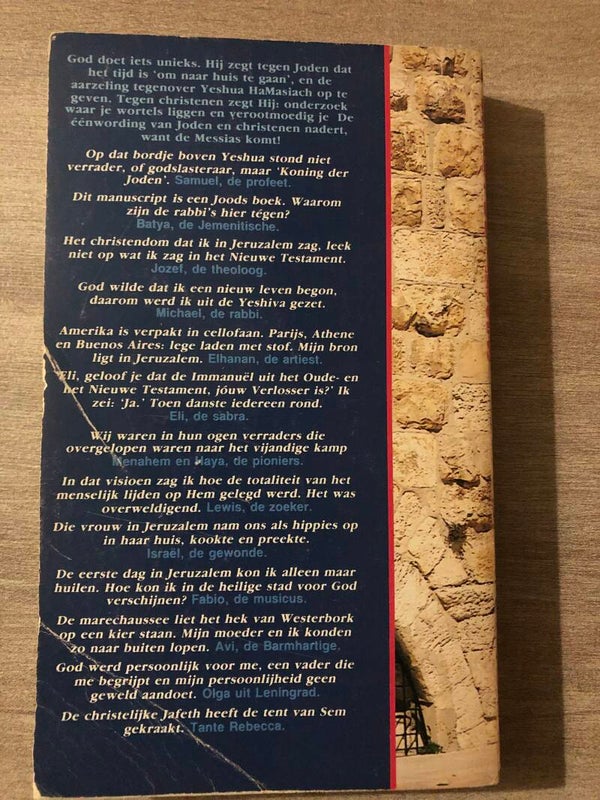 God doet iets unieks. Hij zegt tegen Joden dat
het tijd is 'om naar huis te gaan', en de
aarzeling tegenover Yeshua HaMasiach op te
geven. Tegen christenen zegt Hij: onderzoek
waar je wortels liggen en verootmoedig je De
éénwording van Joden en christenen nadert,
want de Messias komt!
Op dat bordje boven Yeshua stond niet
verrader, of godslasteraar, maar 'Koning der
Joden'. Samuel, de profeet.
Dit manuscript is een Joods boek. Waarom
zijn de rabbi's hier tégen?
Batya, de Jemenitische.
Het christendom dat ik in Jeruzalem zag, leek
niet op wat ik zag in het Nieuwe Testament.
Jozef, de theoloog.
God wilde dat ik een nieuw leven begon,
daarom werd ik uit de Yeshiva gezet.
Michael, de rabbi.
Amerika is verpakt in cellofaan. Parijs, Athene
en Buenos Aires: lege laden met stof. Mijn bron
ligt in Jeruzalem. Elhanan, de artiest.
'Eli, geloof je dat de Immanuël uit het Oude- en
het Nieuwe Testament, jóuw Verlosser is?' Ik
zei: 'Ja.' Toen danste iedereen rond.
Eli, de sabra.
Wij waren in hun ogen verraders die
overgelopen waren naar het vijandige kamp
Menahem en Haya, de pioniers.
In dat visioen zag ik hoe de totaliteit van het
menselijk lijden op Hem gelegd werd. Het was
overweldigend. Lewis, de zoeker.
Die vrouw in Jeruzalem nam ons als hippies op
in haar huis, kookte en preekte.
Israël, de gewonde.
De eerste dag in Jeruzalem kon ik alleen maar
huilen. Hoe kon ik in de heilige stad voor God
verschijnen? Fabio, de musicus.
De marechaussee liet het hek van Westerbork
op een kier staan. Mijn moeder en ik konden
zo naar buiten lopen. Avi, de Barmhartige.
God werd persoonlijk voor me, een vader die
me begrijpt en mijn persoonlijkheid geen
geweld aandoet. Olga uit Leningrad.
De christelijke Jafeth heeft de tent van Sem
gekraakt. Tante Rebecca.